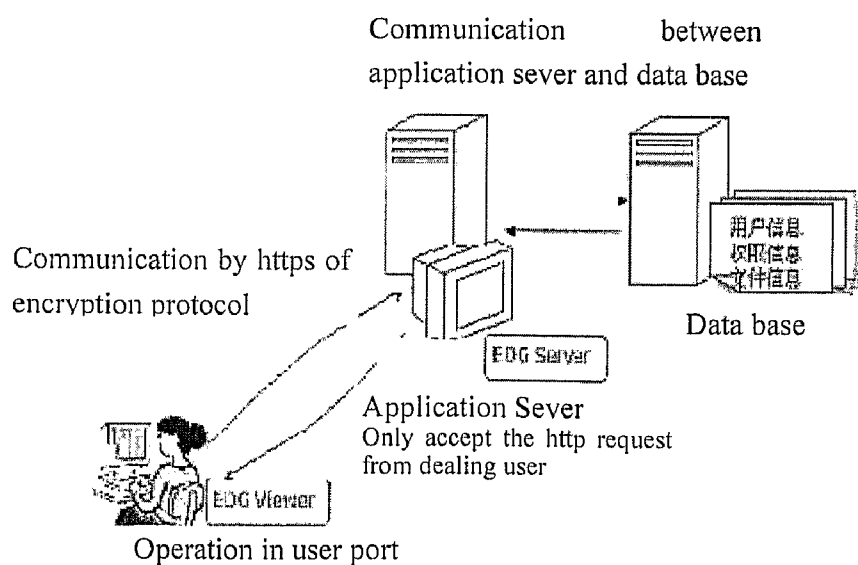 Communication between
application sever and data base
用户信息
权限信息
文件信息
Communication by https of
encryption protocol
Data base
EDG Server
Application Sever
Only accept the http request
from dealing user
EDG Viewer
Operation in user port